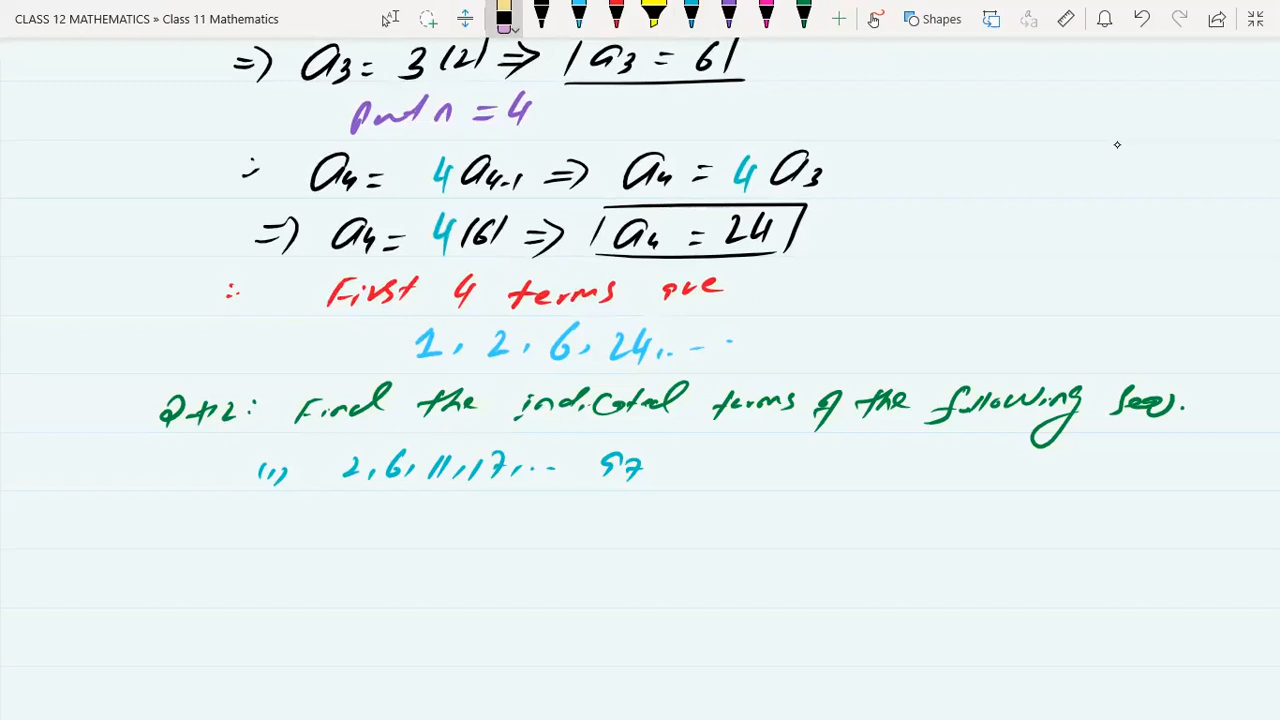 CLASS 12 MATHEMATICS » Class 11 Mathematics
Shapes
=) a3 = 3(2) => |a3 = 6|
Put n = 4
∴ a4 = 4a4-1 => a4 = 4 a3
=) a4 = 4(6) => |a4 = 24|
∴ First 4 terms are
1, 2, 6, 24, ...
Q#2: Find the indicated terms of the following seq.
(i) 2, 6, 11, 17, ... a7